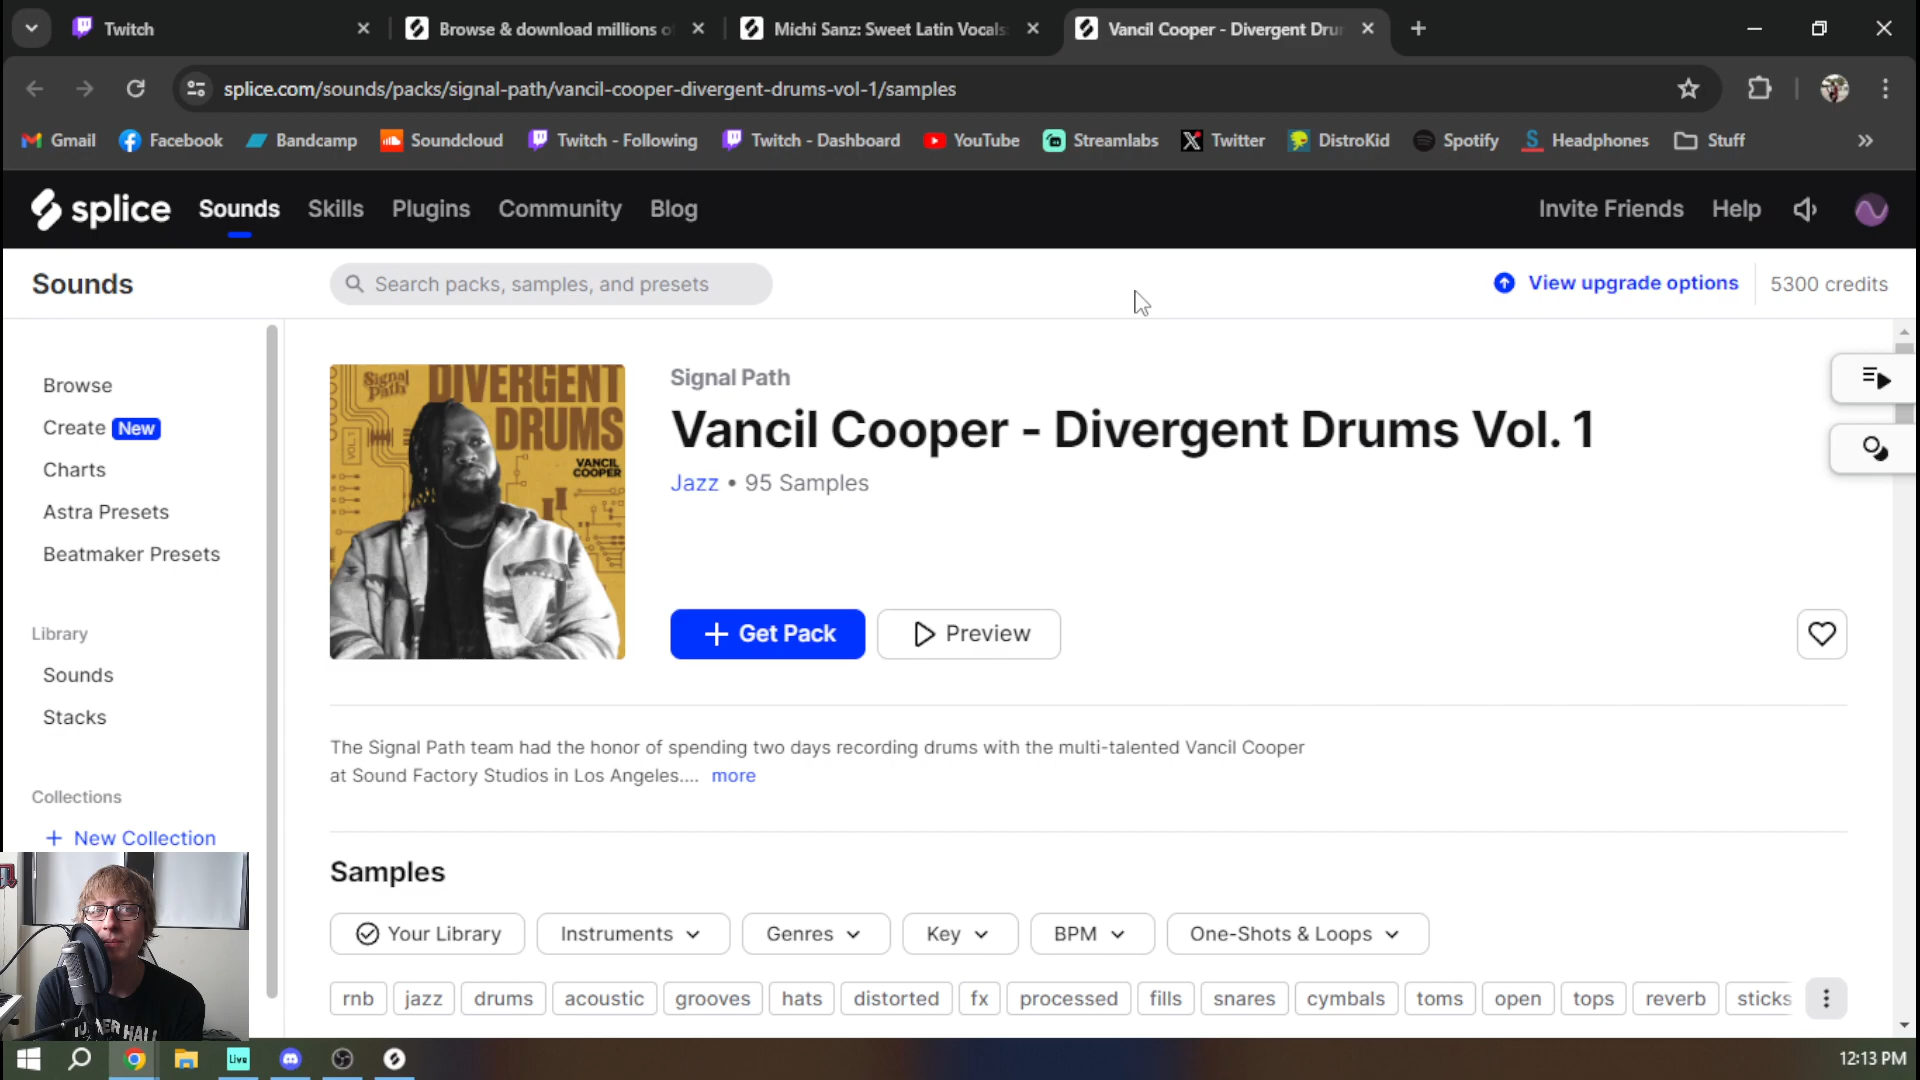 Twitch
Browse & download millions o
Michi Sanz: Sweet Latin Vocals
Vancil Cooper - Divergent Dru
splice.com/sounds/packs/signal-path/vancil-cooper-divergent-drums-vol-1/samples
Gmail
Facebook
Bandcamp
Soundcloud
Twitch - Following
Twitch - Dashboard
YouTube
Streamlabs
Twitter
DistroKid
Spotify
Headphones
Stuff
splice
Sounds
Skills
Plugins
Community
Blog
Invite Friends
Help
Sounds
Search packs, samples, and presets
View upgrade options
5300 credits
Browse
Create New
Charts
Astra Presets
Beatmaker Presets
Library
Sounds
Stacks
Collections
+ New Collection
Signal Path
DIVERGENT
DRUMS
VOL. 1
VANCIL
COOPER
Signal Path
Vancil Cooper - Divergent Drums Vol. 1
Jazz • 95 Samples
+ Get Pack
Preview
The Signal Path team had the honor of spending two days recording drums with the multi-talented Vancil Cooper
at Sound Factory Studios in Los Angeles.... more
Samples
Your Library
Instruments
Genres
Key
BPM
One-Shots & Loops
rnb
jazz
drums
acoustic
grooves
hats
distorted
fx
processed
fills
snares
cymbals
toms
open
tops
reverb
sticks
Live
12:13 PM